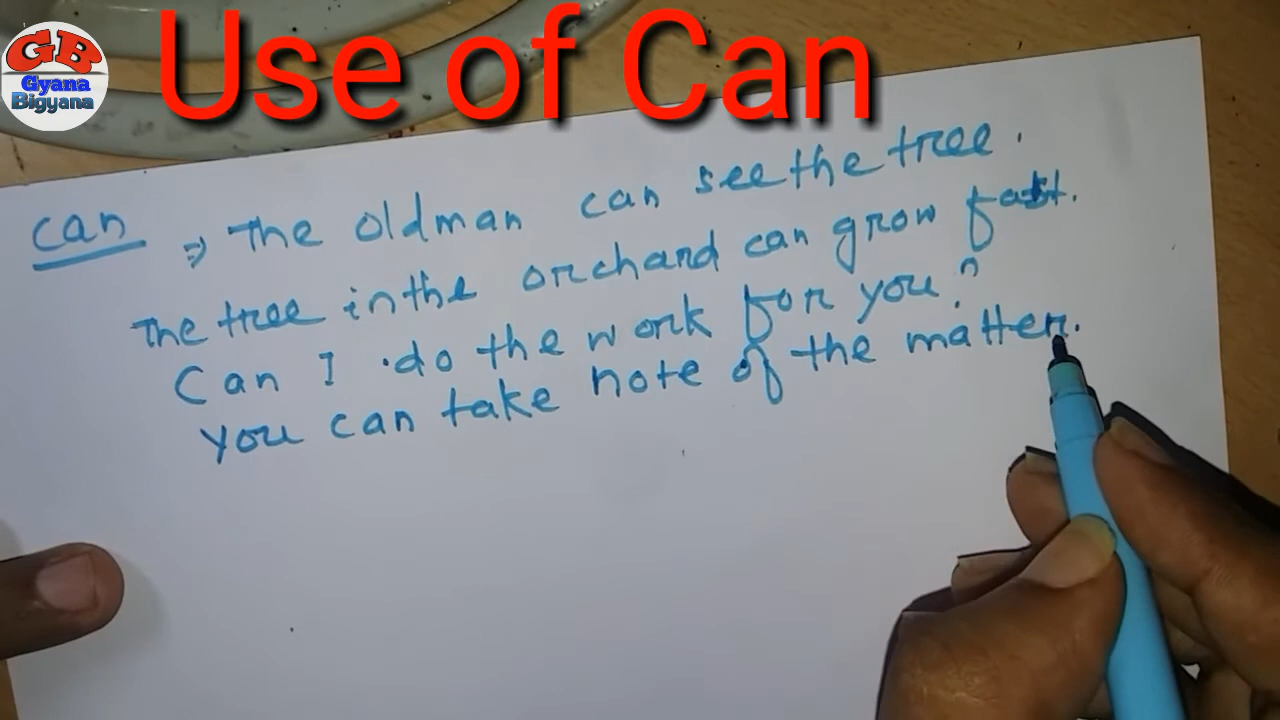 GB
Gyana
Bigyana
Use of Can
can ⇒ The oldman can see the tree.
The tree in the orchard can grow fast.
Can I do the work for you?
you can take note of the matter.